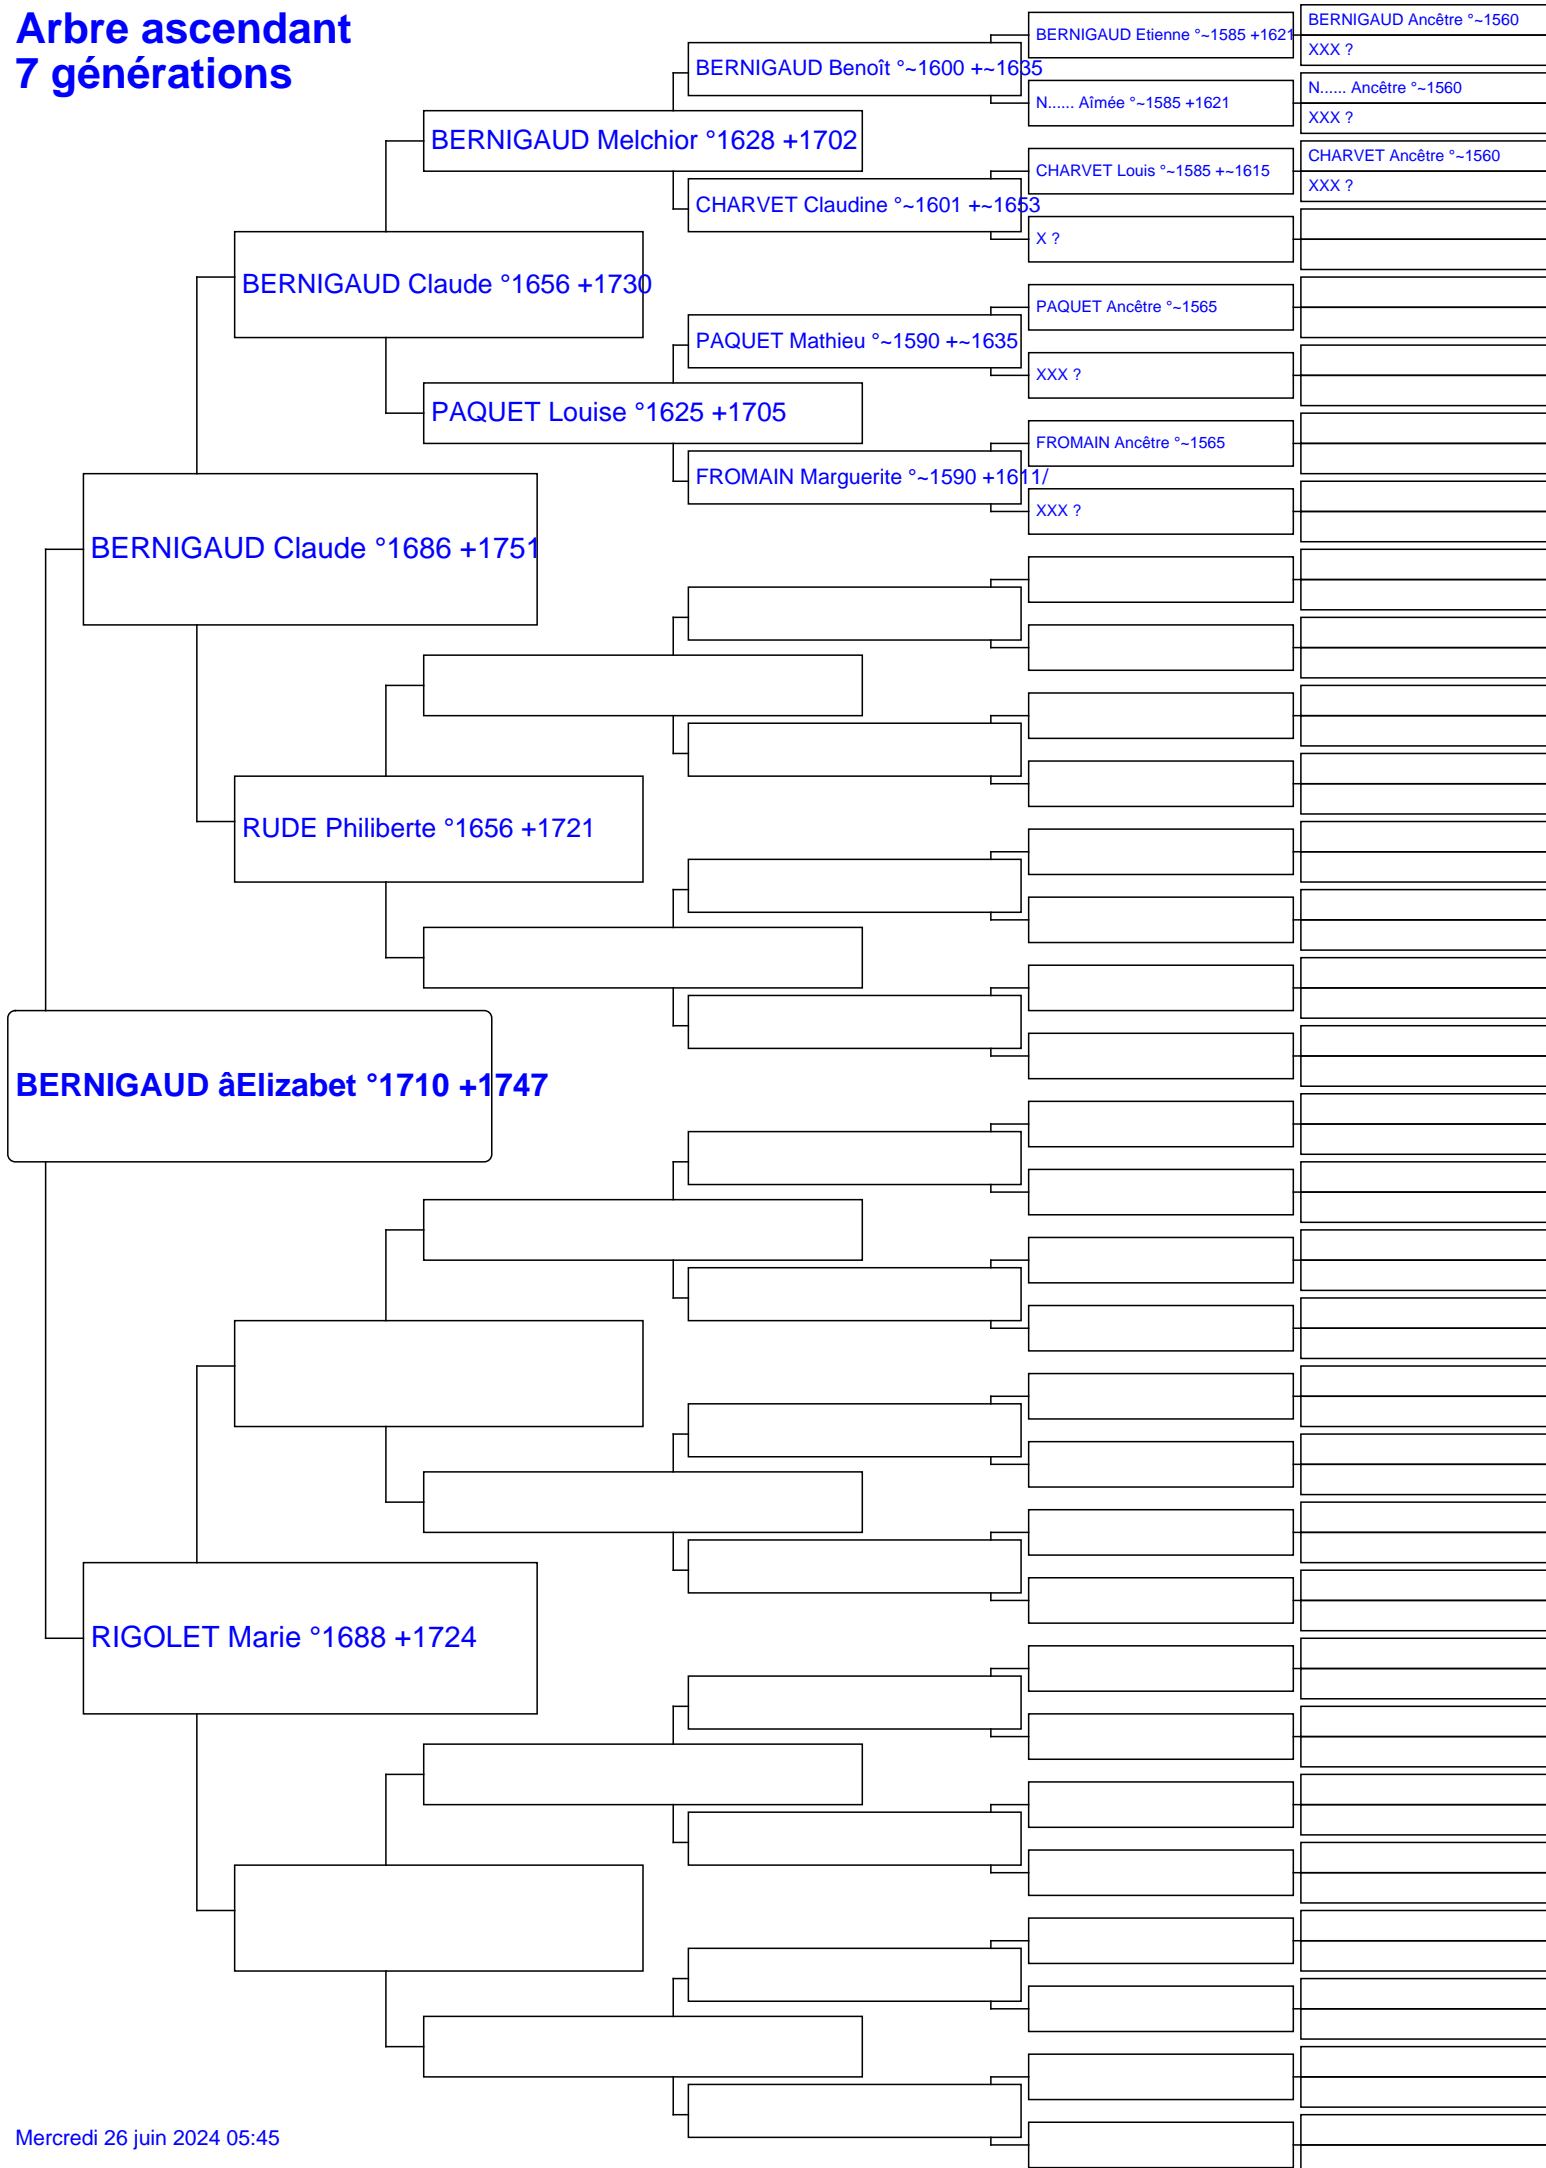 Arbre ascendant
7 générations
BERNIGAUD Ancêtre °~1560
BERNIGAUD Etienne °~1585 +1621
XXX ?
BERNIGAUD Benoît °~1600 +~1635
N...... Ancêtre °~1560
N...... Aîmée °~1585 +1621
XXX ?
BERNIGAUD Melchior °1628 +1702
CHARVET Ancêtre °~1560
CHARVET Louis °~1585 +~1615
XXX ?
CHARVET Claudine °~1601 +~1653
X ?
BERNIGAUD Claude °1656 +1730
PAQUET Ancêtre °~1565
PAQUET Mathieu °~1590 +~1635
XXX ?
PAQUET Louise °1625 +1705
FROMAIN Ancêtre °~1565
FROMAIN Marguerite °~1590 +1611/
XXX ?
BERNIGAUD Claude °1686 +1751
RUDE Philiberte °1656 +1721
BERNIGAUD âElizabet °1710 +1747
RIGOLET Marie °1688 +1724
Mercredi 26 juin 2024 05:45